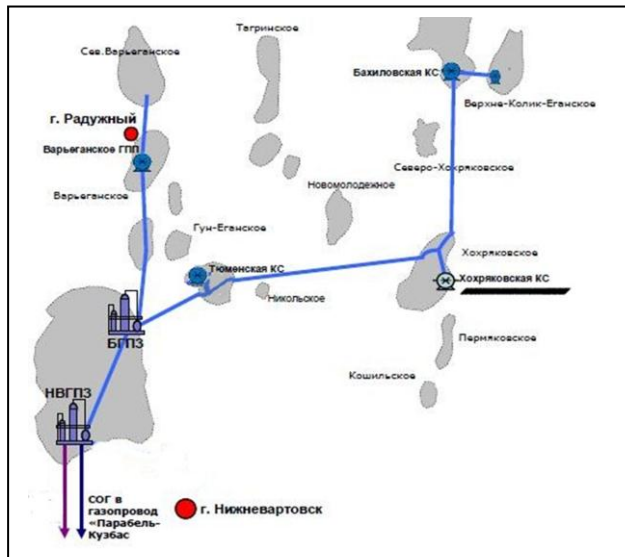 Тагринское
Сев.Варьеганское
Бахиловская КС
Верхне-Колик-Еганское
г. Радужный
Варьеганское ГПП
Северо-Хохряковское
Новомолодежное
Варьеганское
Гун-Еганское
Хохряковское
Тюменская КС
Хохряковская КС
Никольское
БГПЗ
Пермяковское
Кошильское
НВГПЗ
СОГ в
газопровод
«Парабель-
Кузбас
г. Нижневартовск